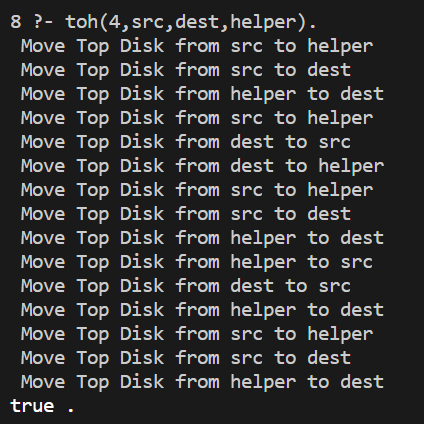 8 ?- toh(4,src,dest,helper).
Move Top Disk from src to helper
Move Top Disk from src to dest
Move Top Disk from helper to dest
Move Top Disk from src to helper
Move Top Disk from dest to src
Move Top Disk from dest to helper
Move Top Disk from src to helper
Move Top Disk from src to dest
Move Top Disk from helper to dest
Move Top Disk from helper to src
Move Top Disk from dest to src
Move Top Disk from helper to dest
Move Top Disk from src to helper
Move Top Disk from src to dest
Move Top Disk from helper to dest
true .